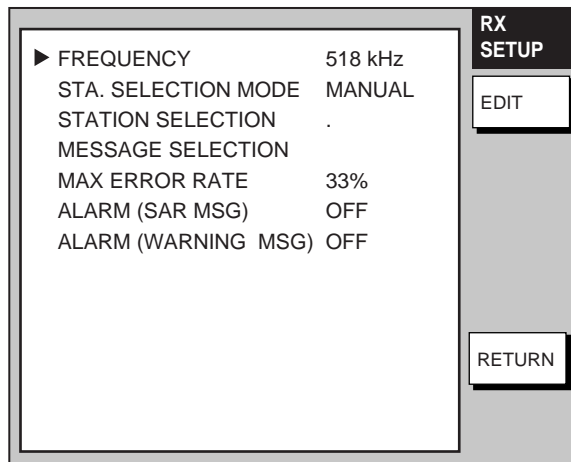 RX
SETUP
▶ FREQUENCY 518 kHz
STA. SELECTION MODE MANUAL
STATION SELECTION .
MESSAGE SELECTION
MAX ERROR RATE 33%
ALARM (SAR MSG) OFF
ALARM (WARNING MSG) OFF
EDIT
RETURN